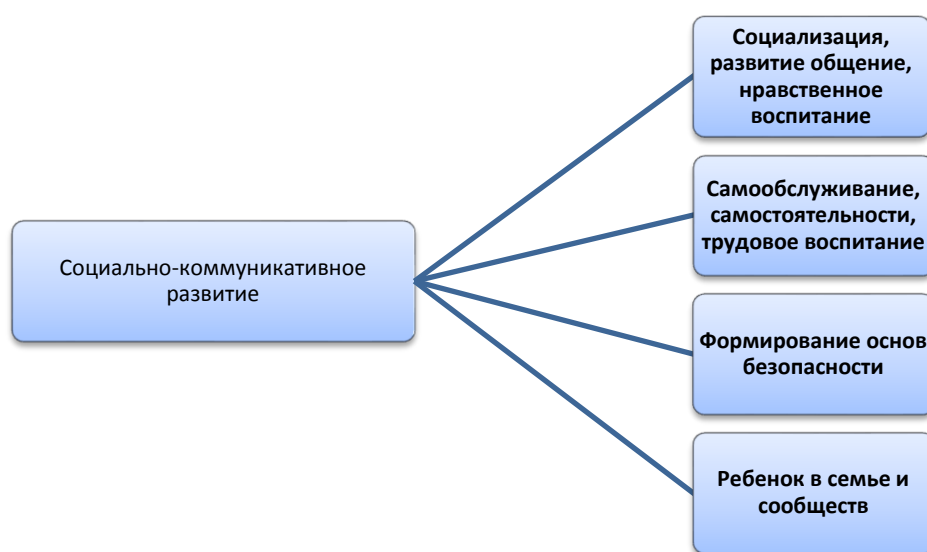 Социально-коммуникативное
развитие
Социализация,
развитие общение,
нравственное
воспитание
Самообслуживание,
самостоятельности,
трудовое воспитание
Формирование основ
безопасности
Ребенок в семье и
сообществ